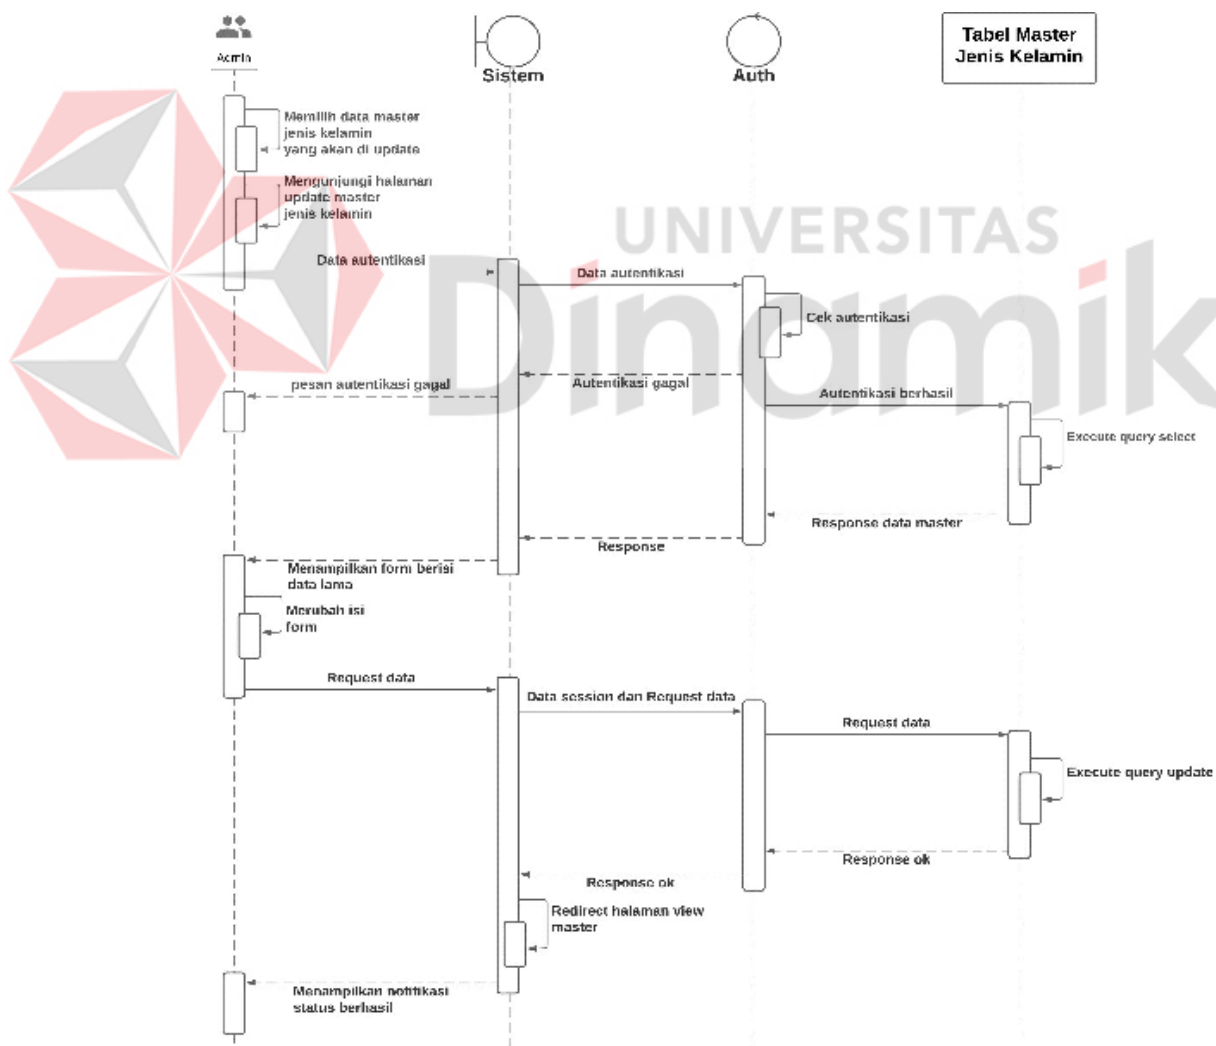 Admin
Sistem
Auth
Tabel Master
Jenis Kelamin
Memilih data master
jenis kelamin
yang akan di update
Mengunjungi halaman
update master
jenis kelamin
UNIVERSITAS
Dinamika
Data autentikasi
Data autentikasi
Cek autentikasi
Autentikasi gagal
pesan autentikasi gagal
Autentikasi berhasil
Execute query select
Response data master
Response
Menampilkan form berisi
data lama
Merubah isi
form
Request data
Data session dan Request data
Request data
Execute query update
Response ok
Response ok
Redirect halaman view
master
Menampilkan notifikasi
status berhasil